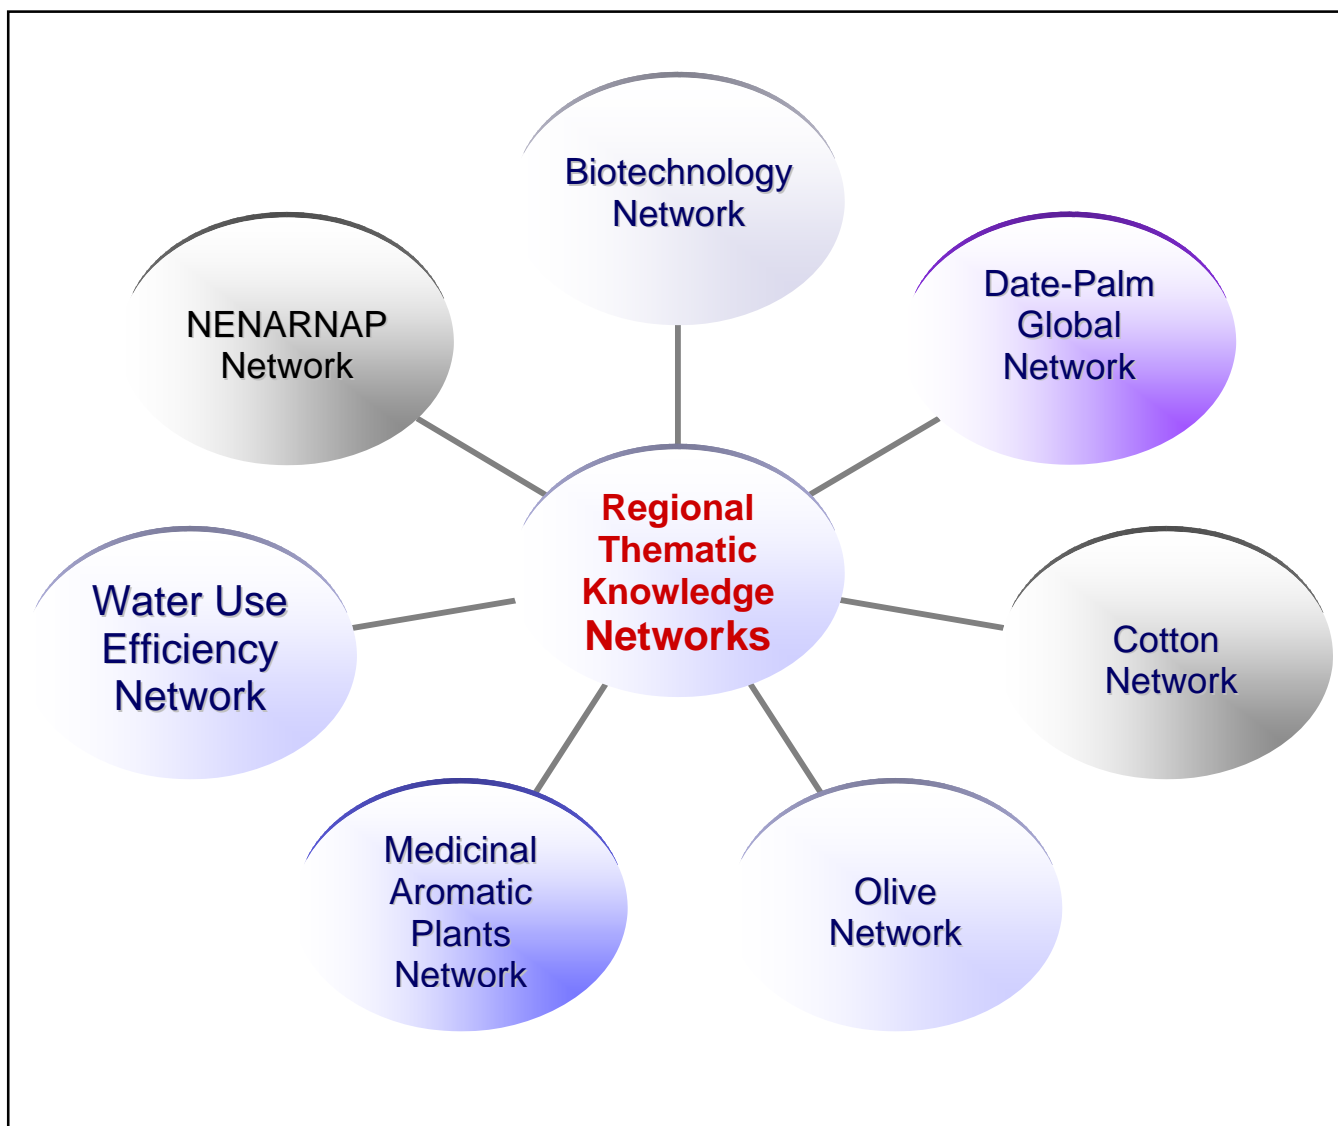 Biotechnology
Network
Date-Palm
Global
Network
NENARNAP
Network
Regional
Thematic
Knowledge
Networks
Water Use
Efficiency
Network
Cotton
Network
Medicinal
Aromatic
Plants
Network
Olive
Network